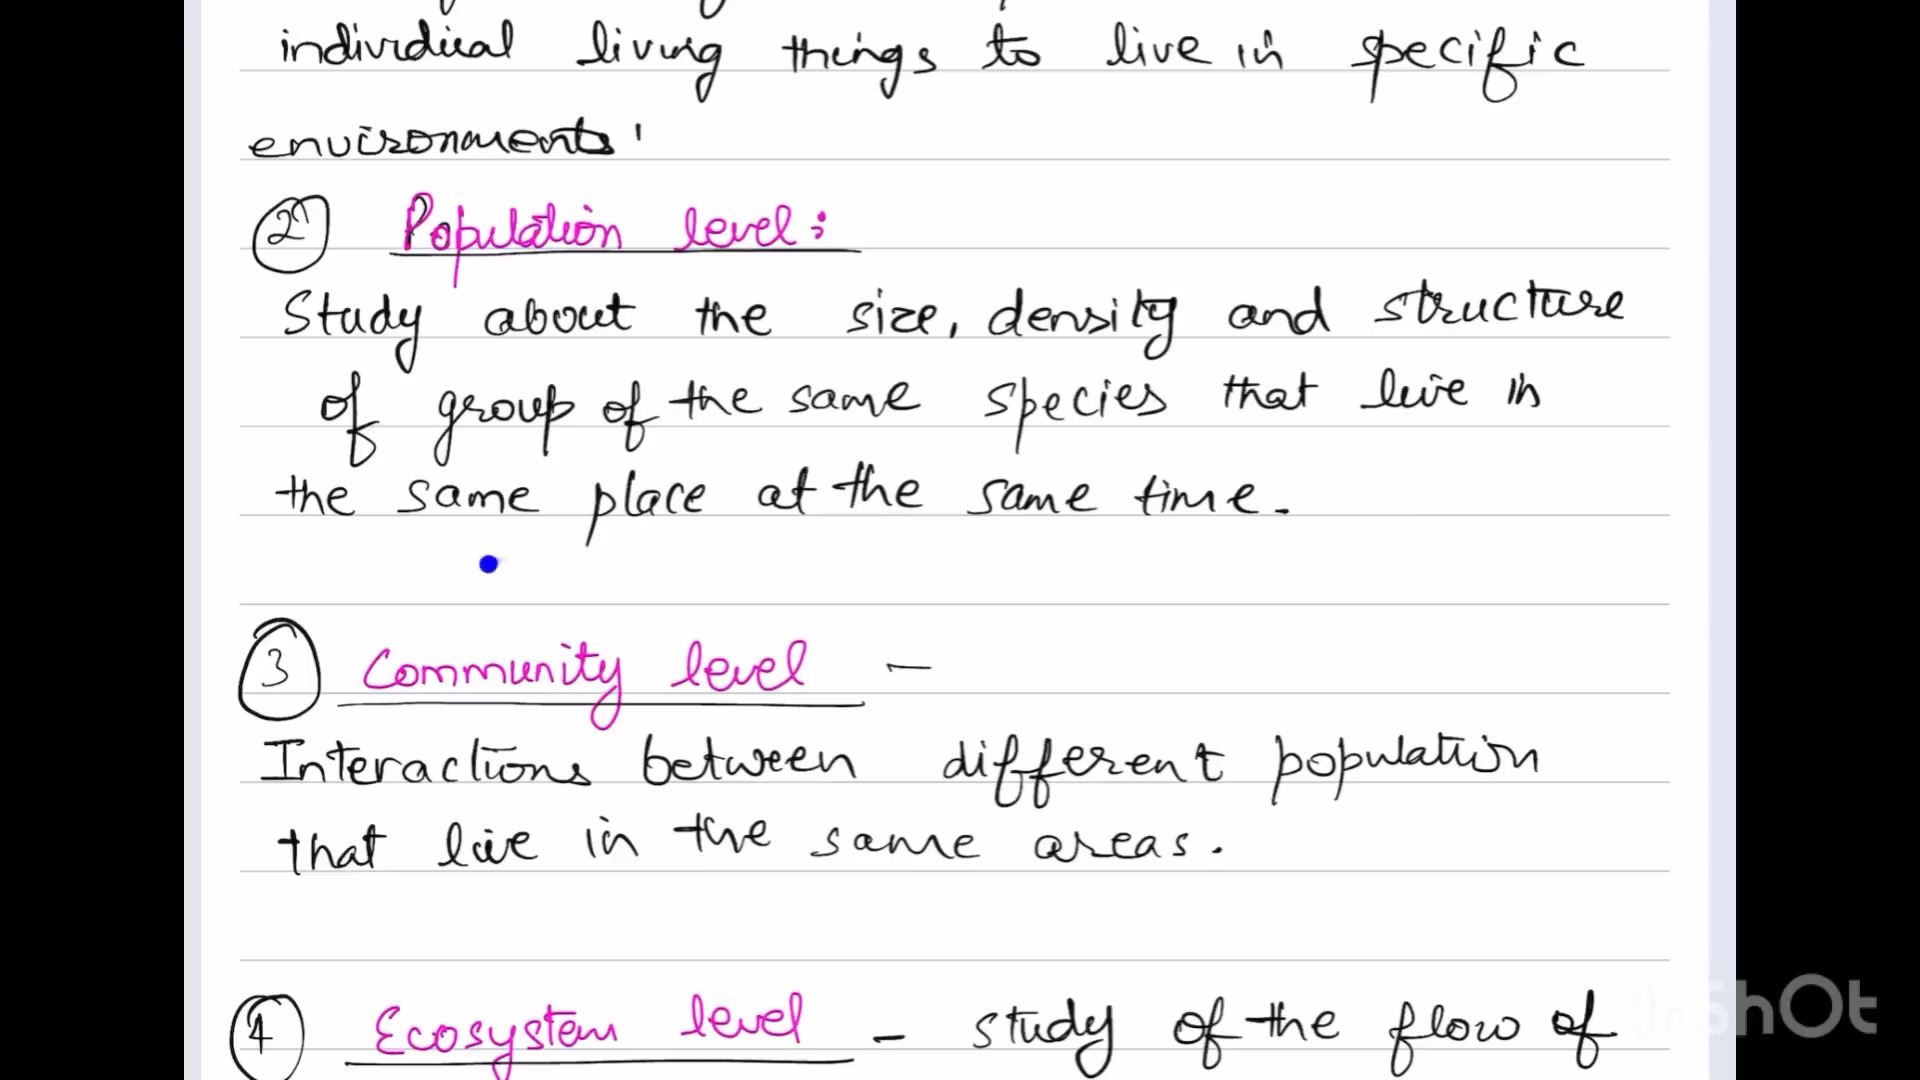 individual living things to live in specific
environments'
2 Population level:
Study about the size, density and structure
of group of the same species that live in
the same place at the same time.
3 Community level -
Interactions between different population
that live in the same areas.
4 Ecosystem level - study of the flow of
InShOt